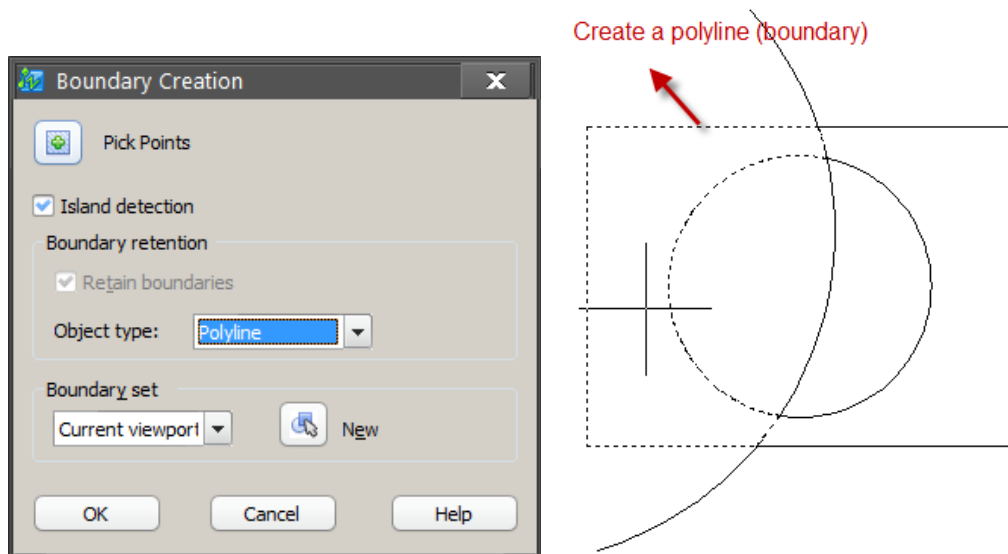 Create a polyline (boundary)
Boundary Creation
Pick Points
Island detection
Boundary retention
Retain boundaries
Object type:
Polyline
Boundary set
Current viewport
New
OK
Cancel
Help